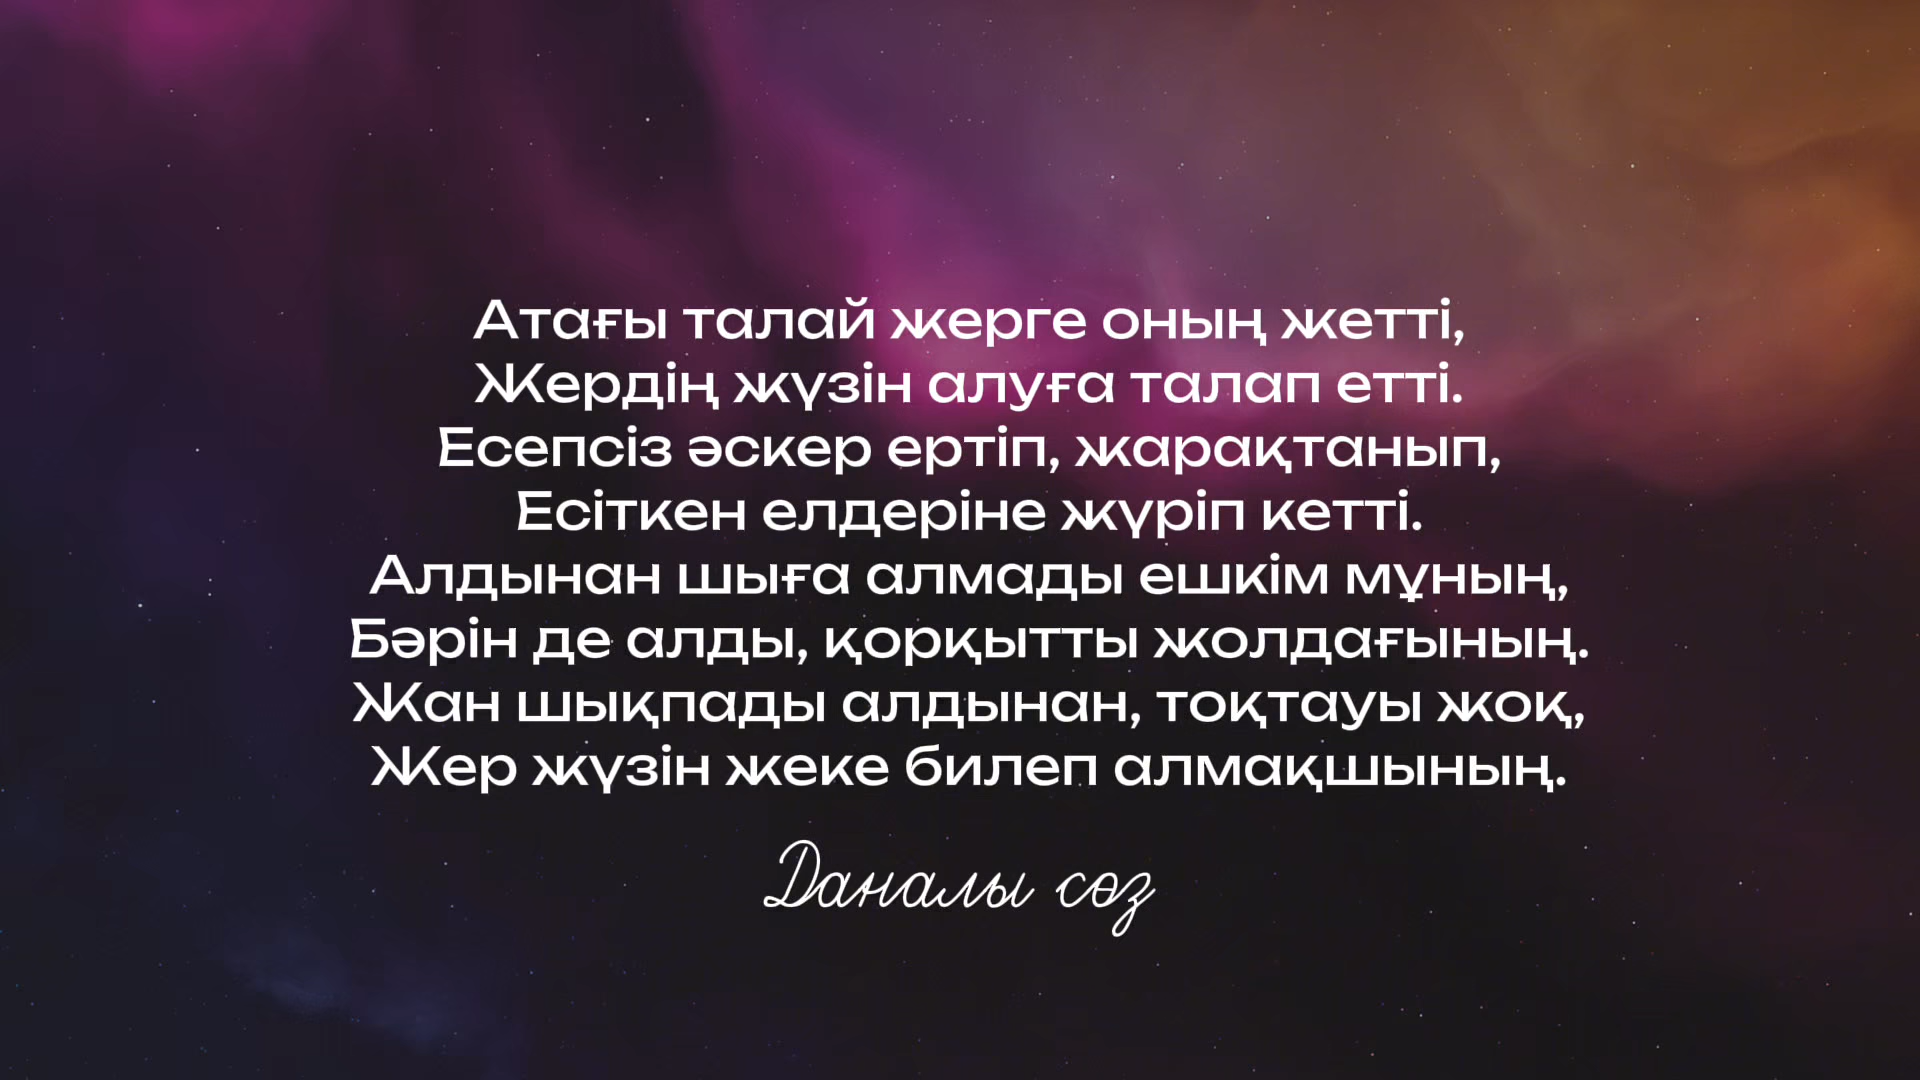 Атағы талай жерге оның жетті,
Жердің жүзін алуға талап етті.
Есепсіз әскер ертіп, жарақтанып,
Есіткен елдеріне жүріп кетті.
Алдынан шыға алмады ешкім мұның,
Бәрін де алды, қорқытты жолдағының.
Жан шықпады алдынан, тоқтауы жоқ,
Жер жүзін жеке билеп алмақшының.
Даналы сөз